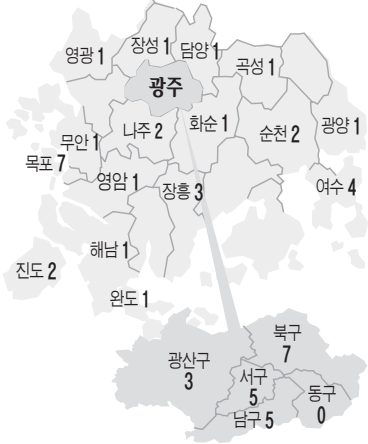 장성 1
담양 1
영광 1
곡성 1
광주
나주 2
화순 1
순천 2
광양 1
무안 1
목포 7
영암 1
장흥 3
여수 4
해남 1
진도 2
완도 1
북구
7
광산구
3
서구
5
동구
0
남구 5